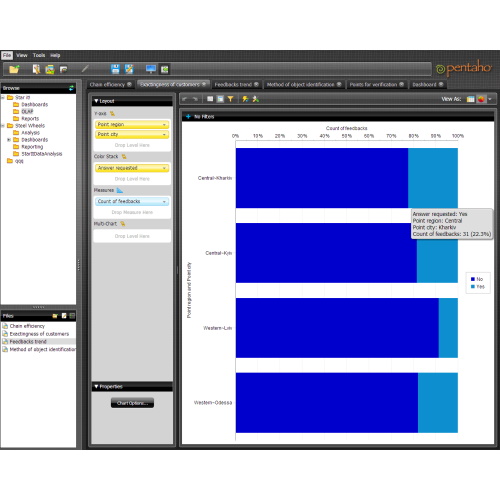 File View Tools Help
pentaho
Browse
Chain efficiency
Exactingness of customers
Feedbacks trend
Method of object identification
Points for verification
Dashboard
Star it!
Dashboards
OLAP
Reports
Steel Wheels
Analysis
Dashboards
Reporting
StarItDataAnalysis
qqq
Files
Chain efficiency
Exactingness of customers
Feedbacks trend
Method of object identification
Layout
Y-axis
Point region
Point city
Drop Level Here
Color Stack
Answer requested
Drop Level Here
Measures
Count of feedbacks
Drop Measure Here
Multi-Chart
Drop Level Here
Properties
Chart Options...
View As:
No Filters
Count of feedbacks
0% 10% 20% 30% 40% 50% 60% 70% 80% 90% 100%
Point region and Point city
Central~Kharkiv
Central~Kyiv
Western~Lviv
Western~Odessa
Answer requested: Yes
Point region: Central
Point city: Kharkiv
Count of feedbacks: 31 (22.3%)
No
Yes